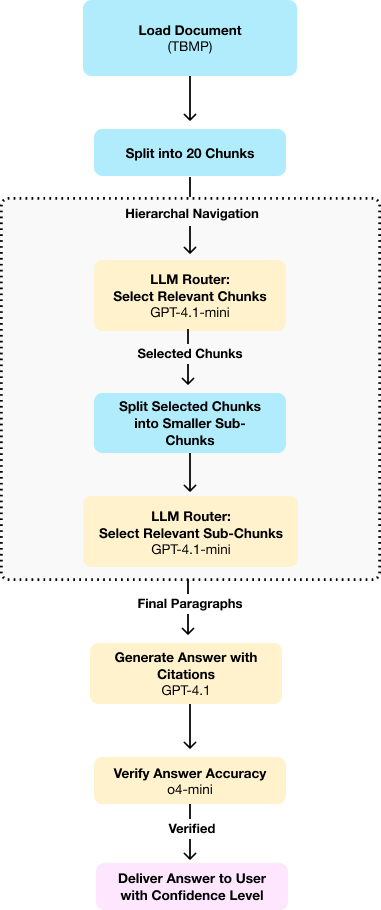 Load Document
(TBMP)
Split into 20 Chunks
Hierarchal Navigation
LLM Router:
Select Relevant Chunks
GPT-4.1-mini
Selected Chunks
Split Selected Chunks
into Smaller Sub-
Chunks
LLM Router:
Select Relevant Sub-Chunks
GPT-4.1-mini
Final Paragraphs
Generate Answer with
Citations
GPT-4.1
Verify Answer Accuracy
o4-mini
Verified
Deliver Answer to User
with Confidence Level